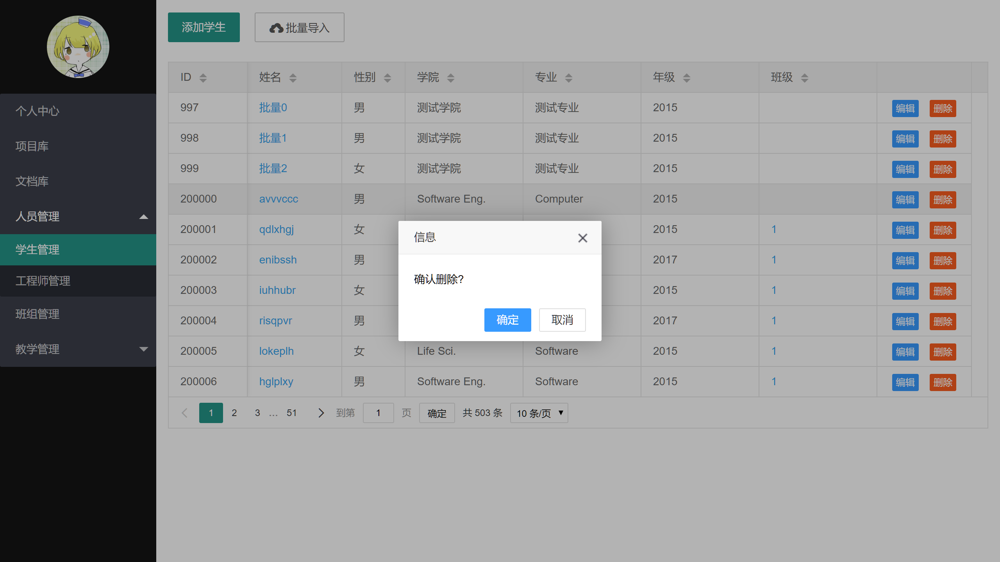 个人中心
项目库
文档库
人员管理
学生管理
工程师管理
班组管理
教学管理
添加学生 批量导入
ID 姓名 性别 学院 专业 年级 班级
997 批量0 男 测试学院 测试专业 2015 编辑 删除
998 批量1 男 测试学院 测试专业 2015 编辑 删除
999 批量2 女 测试学院 测试专业 2015 编辑 删除
200000 avvvccc 男 Software Eng. Computer 2015 编辑 删除
200001 qdlxhgj 女 2015 1 编辑 删除
200002 enibssh 男 2017 1 编辑 删除
200003 iuhhubr 女 2015 1 编辑 删除
200004 risqpvr 男 2017 1 编辑 删除
200005 lokeplh 女 Life Sci. Software 2015 1 编辑 删除
200006 hglplxy 男 Software Eng. Software 2015 1 编辑 删除
1 2 3 … 51 到第 1 页 确定 共 503 条 10 条/页
信息
确认删除?
确定 取消